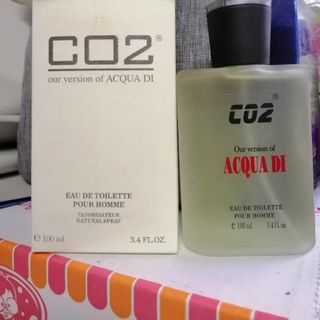 CO2®
our version of ACQUA DI
EAU DE TOILETTE
POUR HOMME
VAPORISATEUR
NATURAL SPRAY
℮ 100 ml 3.4 FL.OZ.
CO2®
Our version of
ACQUA DI
EAU DE TOILETTE
POUR HOMME
℮ 100 ml 3.4 fl oz